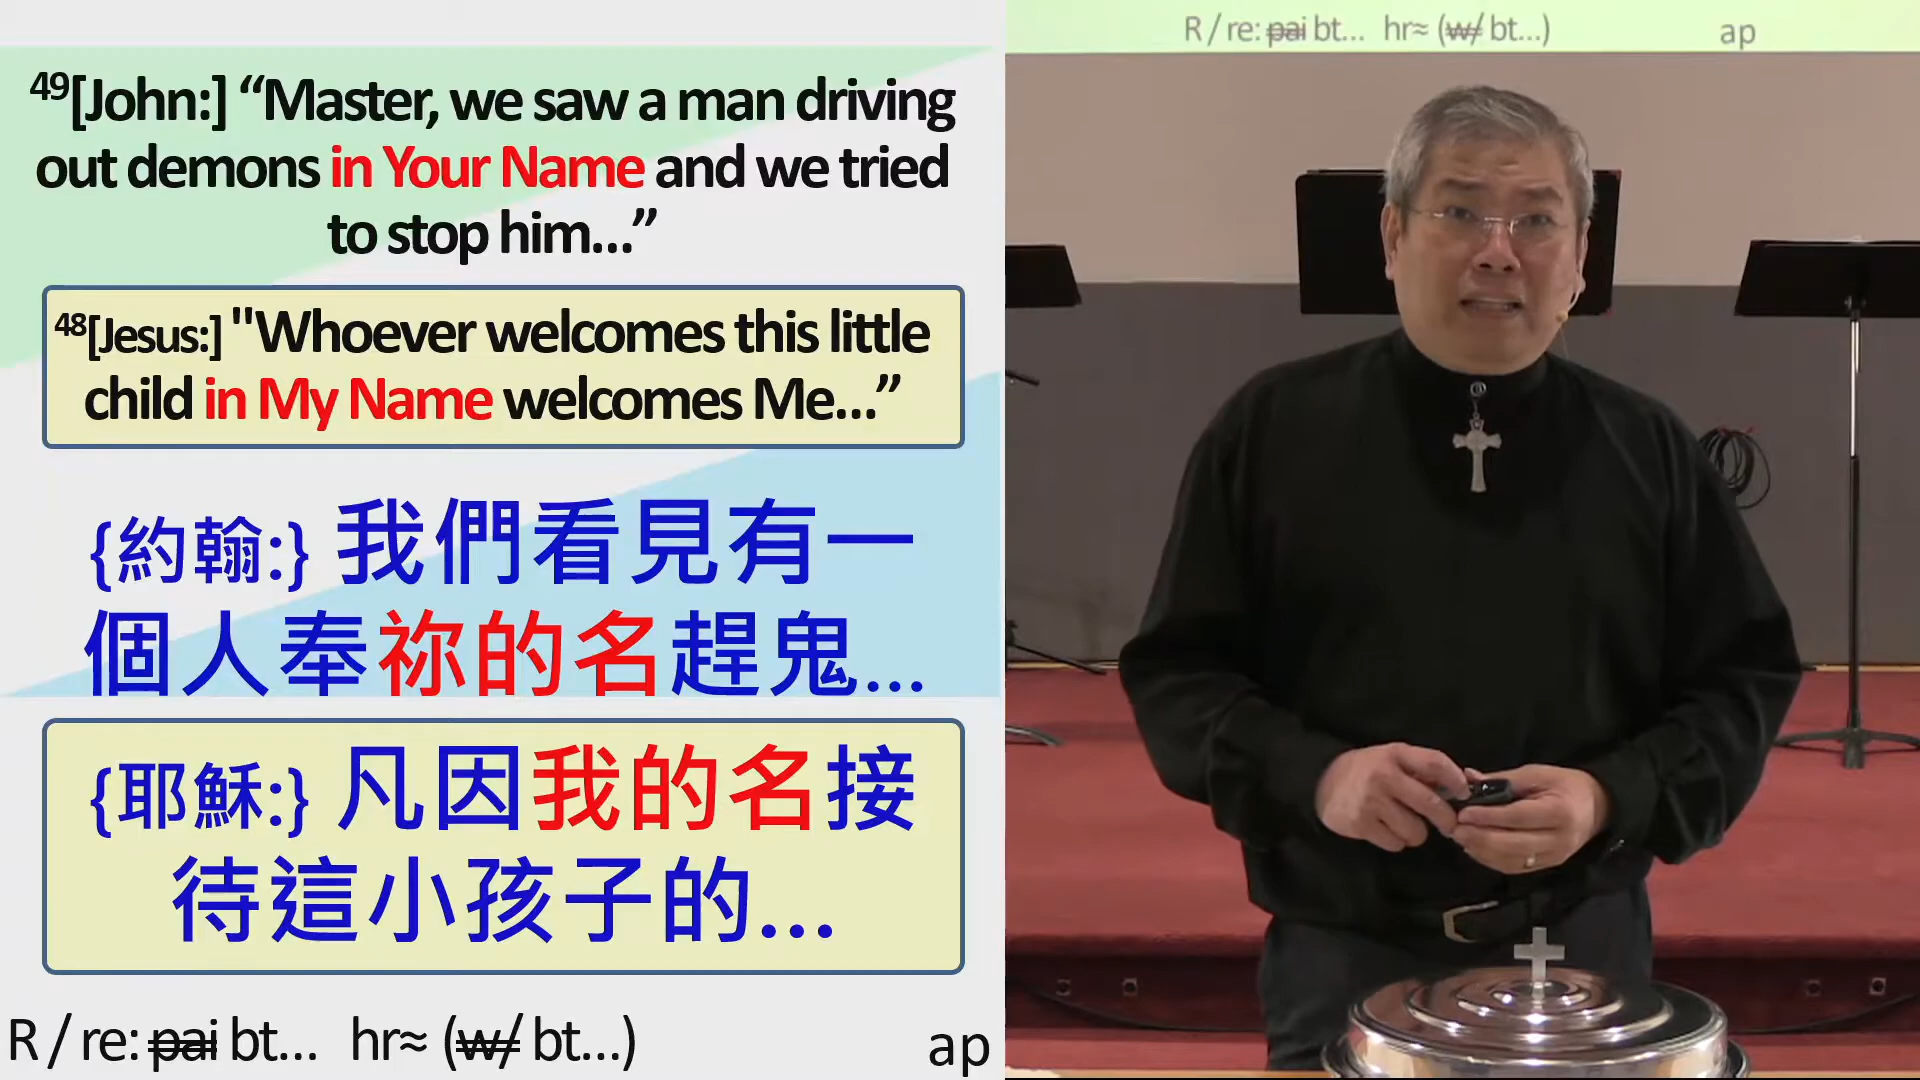 ⁴⁹[John:] “Master, we saw a man driving
out demons in Your Name and we tried
to stop him...”
⁴⁸[Jesus:] "Whoever welcomes this little
child in My Name welcomes Me...”
{約翰:} 我們看見有一
個人奉祢的名趕鬼...
{耶穌:} 凡因我的名接
待這小孩子的...
R / re: pai bt... hr≈ (w/ bt...) ap
R / re: pai bt... hr≈ (w/ bt...) ap